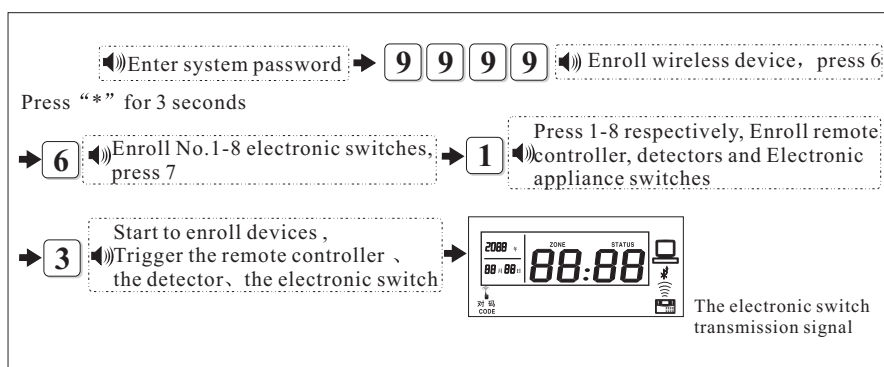 Enter system password 9 9 9 9 Enroll wireless device, press 6
Press “*” for 3 seconds
6 Enroll No.1-8 electronic switches,
press 7
1 Press 1-8 respectively, Enroll remote
controller, detectors and Electronic
appliance switches
3 Start to enroll devices ,
Trigger the remote controller 、
the detector、the electronic switch
2088 ZONE STATUS
88 月 88 88:88
对 码
CODE
The electronic switch
transmission signal